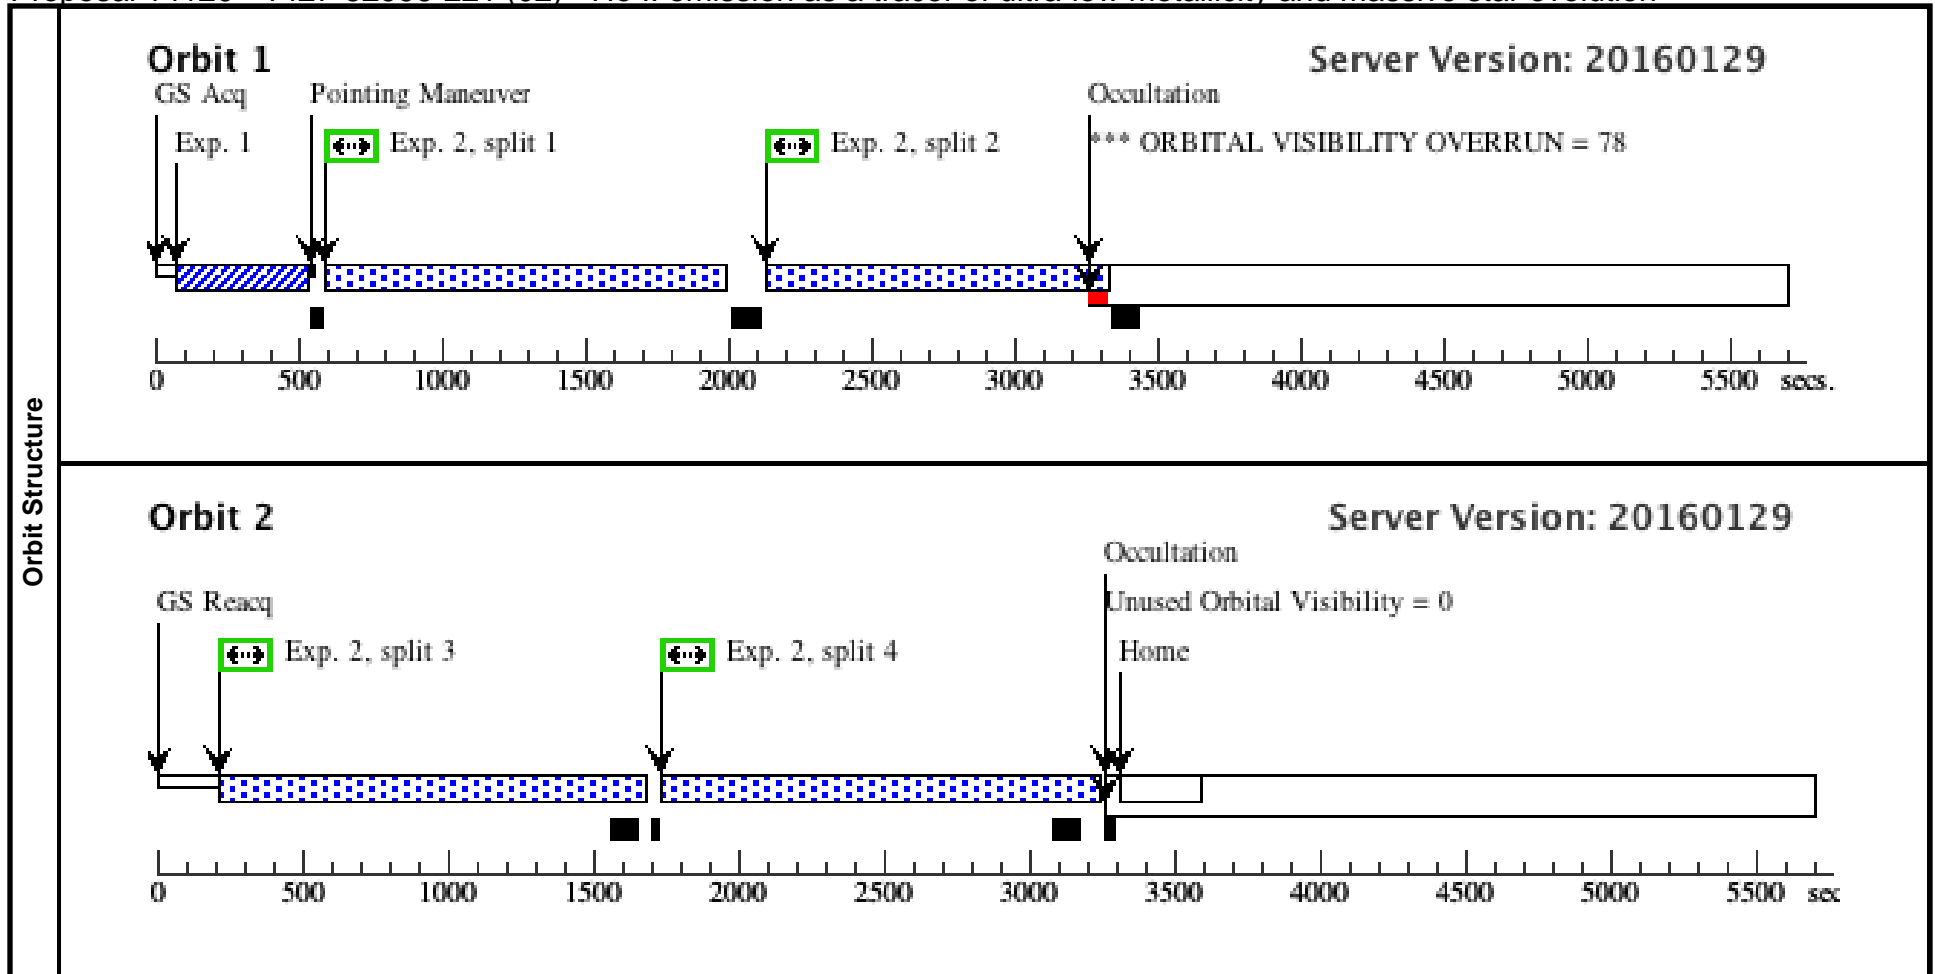 Orbit Structure
Orbit 1
Server Version: 20160129
GS Acq
Pointing Maneuver
Occultation
Exp. 1
Exp. 2, split 1
Exp. 2, split 2
*** ORBITAL VISIBILITY OVERRUN = 78
0 500 1000 1500 2000 2500 3000 3500 4000 4500 5000 5500 secs.
Orbit 2
Server Version: 20160129
Occultation
GS Reacq
Unused Orbital Visibility = 0
Exp. 2, split 3
Exp. 2, split 4
Home
0 500 1000 1500 2000 2500 3000 3500 4000 4500 5000 5500 sec